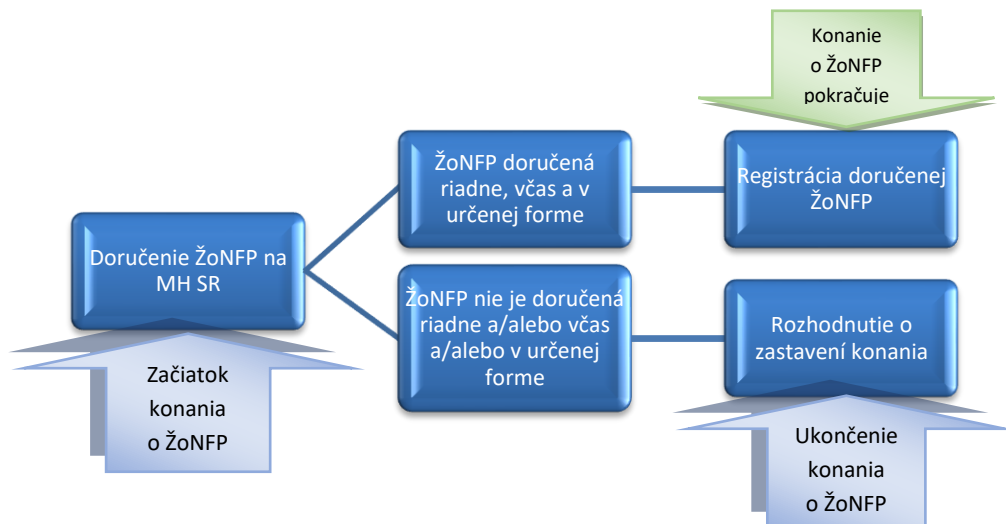 Konanie
o ŽoNFP
pokračuje
ŽoNFP doručená
riadne, včas a v
určenej forme
Registrácia doručenej
ŽoNFP
Doručenie ŽoNFP na
MH SR
ŽoNFP nie je doručená
riadne a/alebo včas
a/alebo v určenej
forme
Rozhodnutie o
zastavení konania
Začiatok
konania
o ŽoNFP
Ukončenie
konania
o ŽoNFP